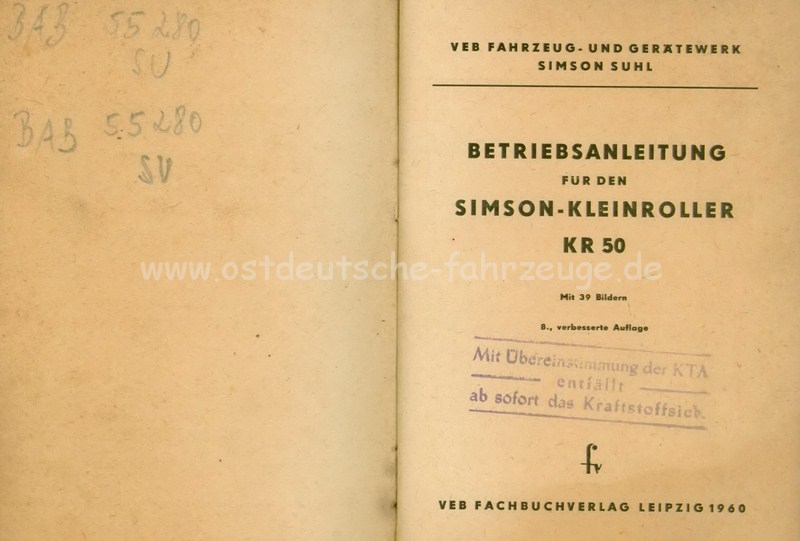 BAB 55280
SU
BAB 55280
SU
VEB FAHRZEUG- UND GERÄTEWERK
SIMSON SUHL
BETRIEBSANLEITUNG
FÜR DEN
SIMSON-KLEINROLLER
KR 50
www.ostdeutsche-fahrzeuge.de
Mit 39 Bildern
8., verbesserte Auflage
Mit Übereinstimmung der KTA
entfällt
ab sofort das Kraftstoffsieb.
fv
VEB FACHBUCHVERLAG LEIPZIG 1960